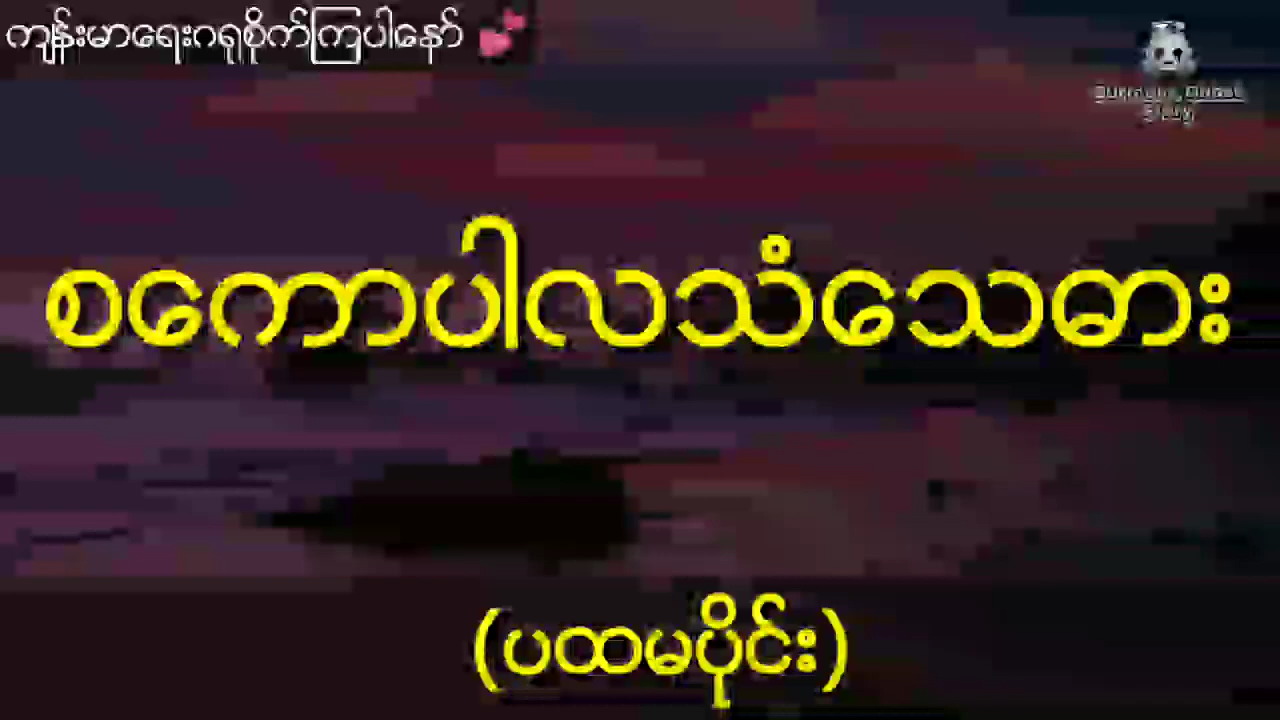 ကျန်းမာရေးဂရုစိုက်ကြပါနော် 💕
စကောပါလသံသေဓား
(ပထမပိုင်း)